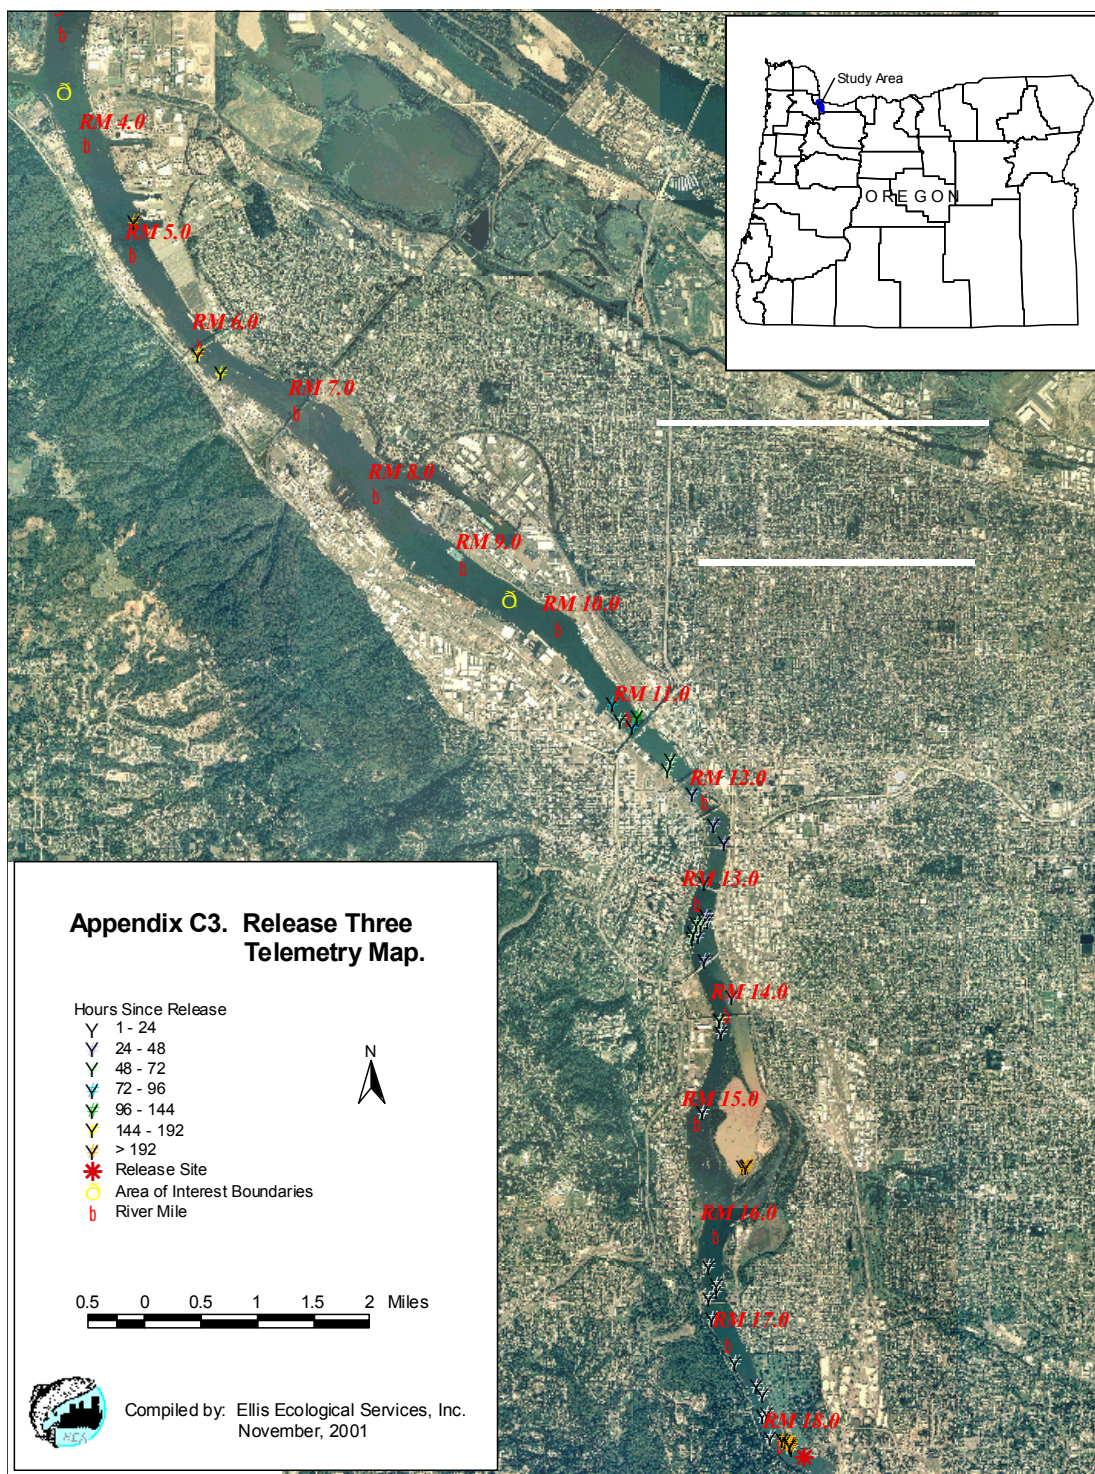 Study Area
OREGON
RM 4.0
RM 5.0
RM 6.0
RM 7.0
RM 8.0
RM 9.0
RM 10.0
RM 11.0
RM 12.0
RM 13.0
RM 14.0
RM 15.0
RM 16.0
RM 17.0
RM 18.0
Appendix C3. Release Three
Telemetry Map.
Hours Since Release
1 - 24
24 - 48
48 - 72
72 - 96
96 - 144
144 - 192
> 192
Release Site
Area of Interest Boundaries
River Mile
N
0.5 0 0.5 1 1.5 2 Miles
Compiled by: Ellis Ecological Services, Inc.
November, 2001